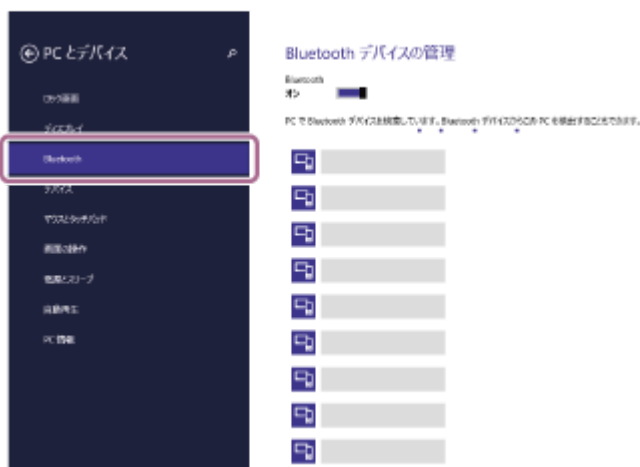 PC とデバイス
ロック画面
ディスプレイ
Bluetooth
デバイス
マウスとタッチパッド
画面の操作
電源とスリープ
自動再生
PC 情報
Bluetooth デバイスの管理
Bluetooth
オン
PC で Bluetooth デバイスを検索しています。Bluetooth デバイスからこの PC を検出することもできます。